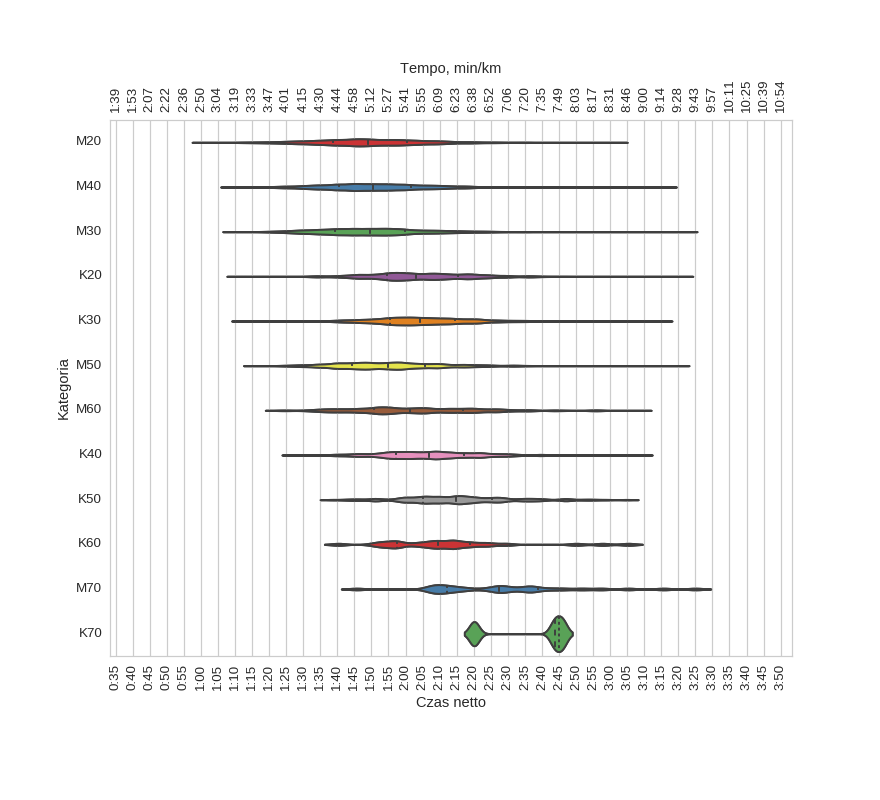 Tempo, min/km
1:39 1:53 2:07 2:22 2:36 2:50 3:04 3:19 3:33 3:47 4:01 4:15 4:30 4:44 4:58 5:12 5:27 5:41 5:55 6:09 6:23 6:38 6:52 7:06 7:20 7:35 7:49 8:03 8:17 8:31 8:46 9:00 9:14 9:28 9:43 9:57 10:11 10:25 10:39 10:54
Kategoria
M20
M40
M30
K20
K30
M50
M60
K40
K50
K60
M70
K70
0:35 0:40 0:45 0:50 0:55 1:00 1:05 1:10 1:15 1:20 1:25 1:30 1:35 1:40 1:45 1:50 1:55 2:00 2:05 2:10 2:15 2:20 2:25 2:30 2:35 2:40 2:45 2:50 2:55 3:00 3:05 3:10 3:15 3:20 3:25 3:30 3:35 3:40 3:45 3:50
Czas netto